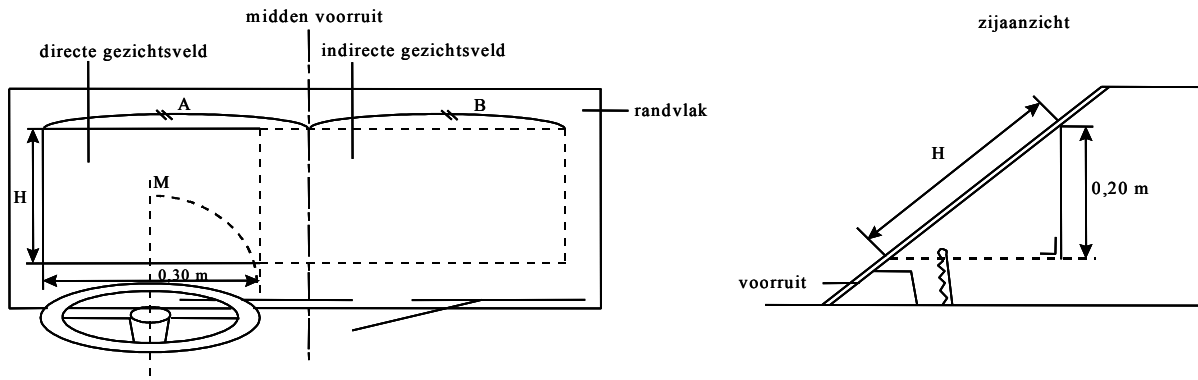 midden voorruit
directe gezichtsveld
indirecte gezichtsveld
A
B
randvlak
H
M
0,30 m
zijaanzicht
H
0,20 m
voorruit